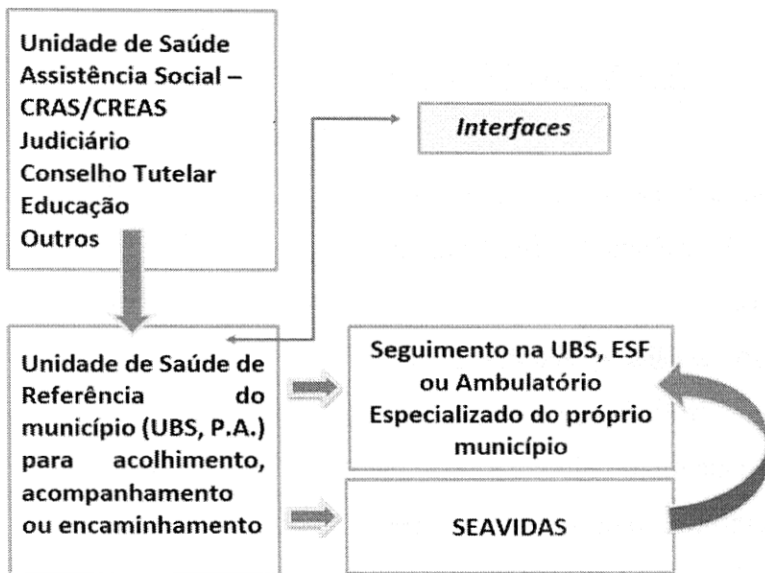 Unidade de Saúde
Assistência Social –
CRAS/CREAS
Judiciário
Conselho Tutelar
Educação
Outros
Interfaces
Unidade de Saúde de
Referência do
município (UBS, P.A.)
para acolhimento,
acompanhamento
ou encaminhamento
Seguimento na UBS, ESF
ou Ambulatório
Especializado do próprio
município
SEAVIDAS